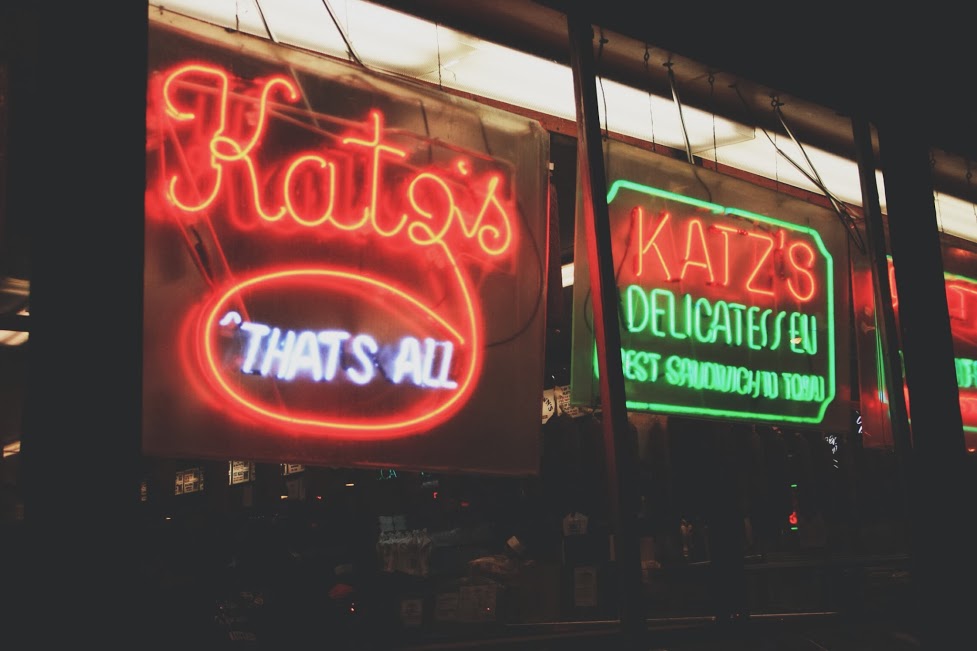 Katz's
"THATS ALL
KATZ'S
DELICATESSEN
BEST SANDWICH IN TOWN